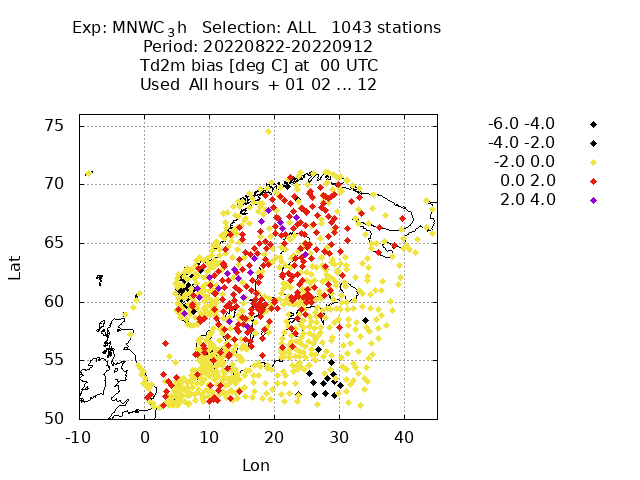 Exp: MNWC_3h Selection: ALL 1043 stations
Period: 20220822-20220912
Td2m bias [deg C] at 00 UTC
Used All hours + 01 02 ... 12
-6.0 -4.0
-4.0 -2.0
-2.0 0.0
0.0 2.0
2.0 4.0
75
70
65
60
55
50
Lat
-10 0 10 20 30 40
Lon